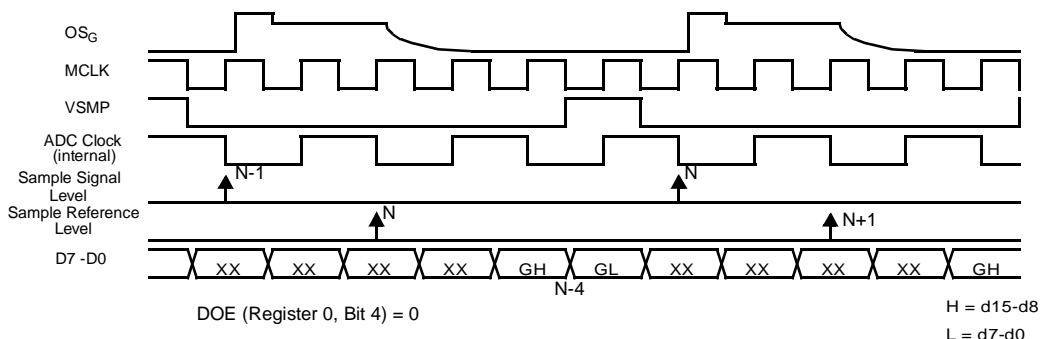 OSG
MCLK
VSMP
ADC Clock
(internal)
N-1
N
Sample Signal
Level
Sample Reference
Level
N
N+1
D7 -D0
XX XX XX XX GH GL XX XX XX XX GH
N-4
DOE (Register 0, Bit 4) = 0
H = d15-d8
L = d7-d0